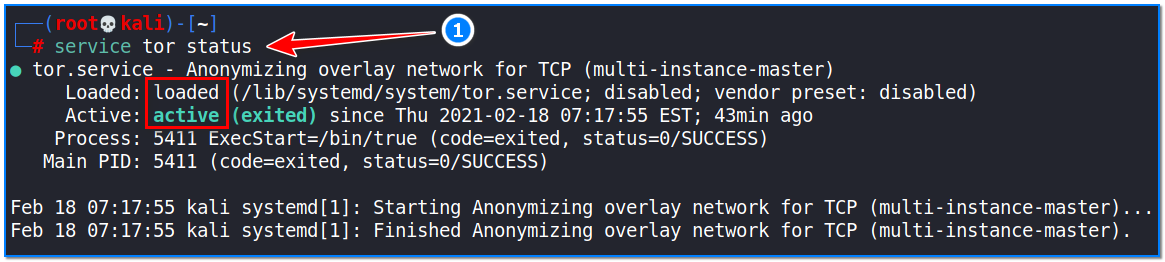 ┌──(root💀kali)-[~]
└─# service tor status
1
● tor.service - Anonymizing overlay network for TCP (multi-instance-master)
Loaded: loaded (/lib/systemd/system/tor.service; disabled; vendor preset: disabled)
Active: active (exited) since Thu 2021-02-18 07:17:55 EST; 43min ago
Process: 5411 ExecStart=/bin/true (code=exited, status=0/SUCCESS)
Main PID: 5411 (code=exited, status=0/SUCCESS)
Feb 18 07:17:55 kali systemd[1]: Starting Anonymizing overlay network for TCP (multi-instance-master)...
Feb 18 07:17:55 kali systemd[1]: Finished Anonymizing overlay network for TCP (multi-instance-master).